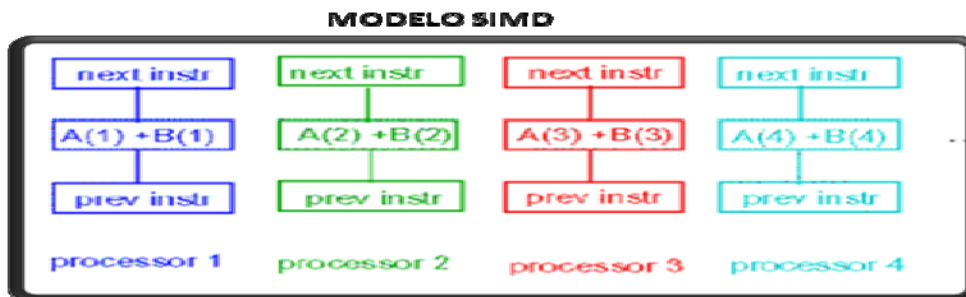 MODELO SIMD
next instr next instr next instr next instr
A(1) +B(1) A(2) +B(2) A(3) +B(3) A(4) +B(4)
prev instr prev instr prev instr prev instr
processor 1 processor 2 processor 3 processor 4